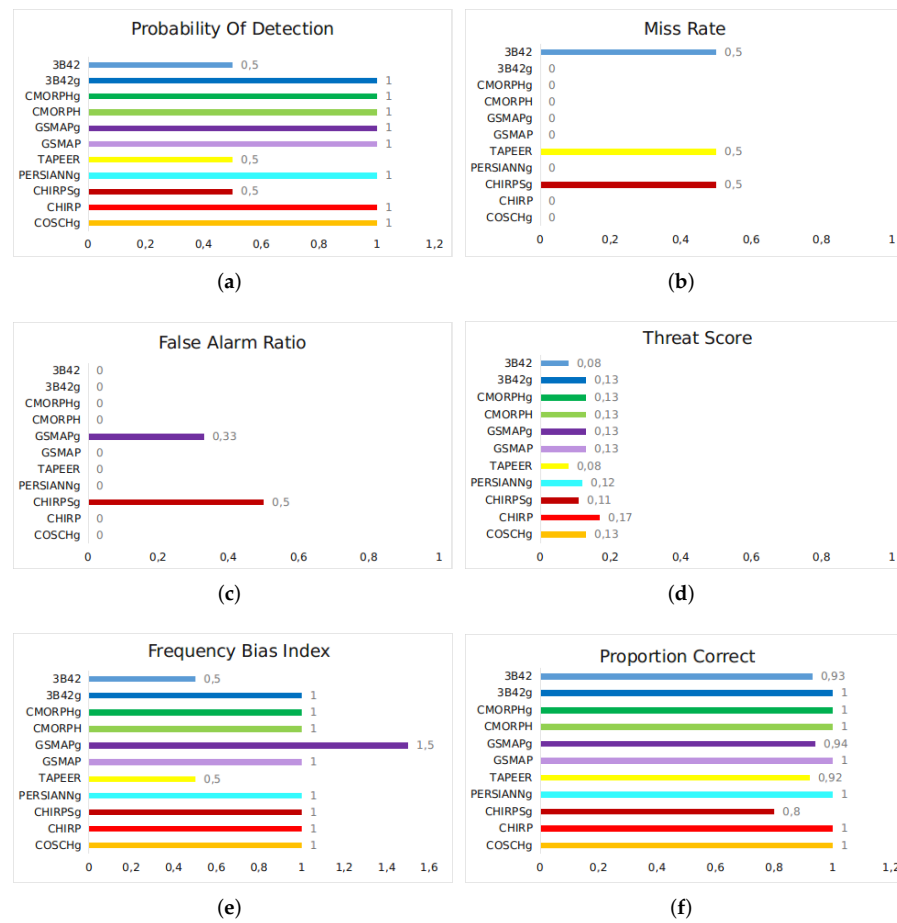 Probability Of Detection
3B42 0,5
3B42g 1
CMORPHg 1
CMORPH 1
GSMAPg 1
GSMAP 1
TAPEER 0,5
PERSIANNg 1
CHIRPSg 0,5
CHIRP 1
COSCHg 1
0 0,2 0,4 0,6 0,8 1 1,2
(a)
Miss Rate
3B42 0,5
3B42g 0
CMORPHg 0
CMORPH 0
GSMAPg 0
GSMAP 0
TAPEER 0,5
PERSIANNg 0
CHIRPSg 0,5
CHIRP 0
COSCHg 0
0 0,2 0,4 0,6 0,8 1
(b)
False Alarm Ratio
3B42 0
3B42g 0
CMORPHg 0
CMORPH 0
GSMAPg 0,33
GSMAP 0
TAPEER 0
PERSIANNg 0
CHIRPSg 0,5
CHIRP 0
COSCHg 0
0 0,2 0,4 0,6 0,8 1
(c)
Threat Score
3B42 0,08
3B42g 0,13
CMORPHg 0,13
CMORPH 0,13
GSMAPg 0,13
GSMAP 0,13
TAPEER 0,08
PERSIANNg 0,12
CHIRPSg 0,11
CHIRP 0,17
COSCHg 0,13
0 0,2 0,4 0,6 0,8 1
(d)
Frequency Bias Index
3B42 0,5
3B42g 1
CMORPHg 1
CMORPH 1
GSMAPg 1,5
GSMAP 1
TAPEER 0,5
PERSIANNg 1
CHIRPSg 1
CHIRP 1
COSCHg 1
0 0,2 0,4 0,6 0,8 1 1,2 1,4 1,6
(e)
Proportion Correct
3B42 0,93
3B42g 1
CMORPHg 1
CMORPH 1
GSMAPg 0,94
GSMAP 1
TAPEER 0,92
PERSIANNg 1
CHIRPSg 0,8
CHIRP 1
COSCHg 1
0 0,2 0,4 0,6 0,8 1 1,2
(f)